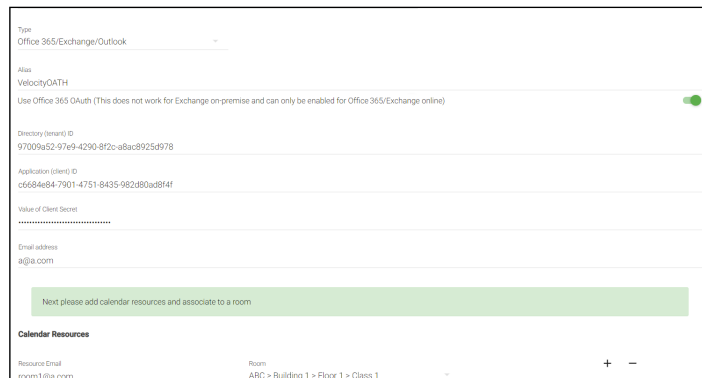 Type
Office 365/Exchange/Outlook
Alias
VelocityOATH
Use Office 365 OAuth (This does not work for Exchange on-premise and can only be enabled for Office 365/Exchange online)
Directory (tenant) ID
97009a52-97e9-4290-8f2c-a8ac8925d978
Application (client) ID
c6684e84-7901-4751-8435-982d80ad8f4f
Value of Client Secret
••••••••••••••••••••••••••••••••••
Email address
a@a.com
Next please add calendar resources and associate to a room
Calendar Resources
Resource Email Room + −
room1@a.com ABC > Building 1 > Floor 1 > Class 1